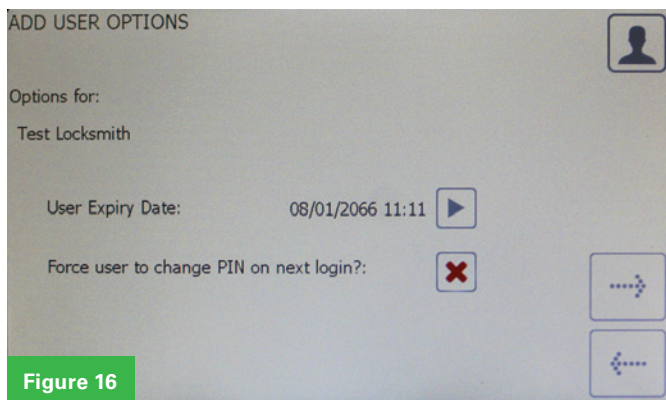 ADD USER OPTIONS
Options for:
Test Locksmith
User Expiry Date: 08/01/2066 11:11
Force user to change PIN on next login?:
Figure 16